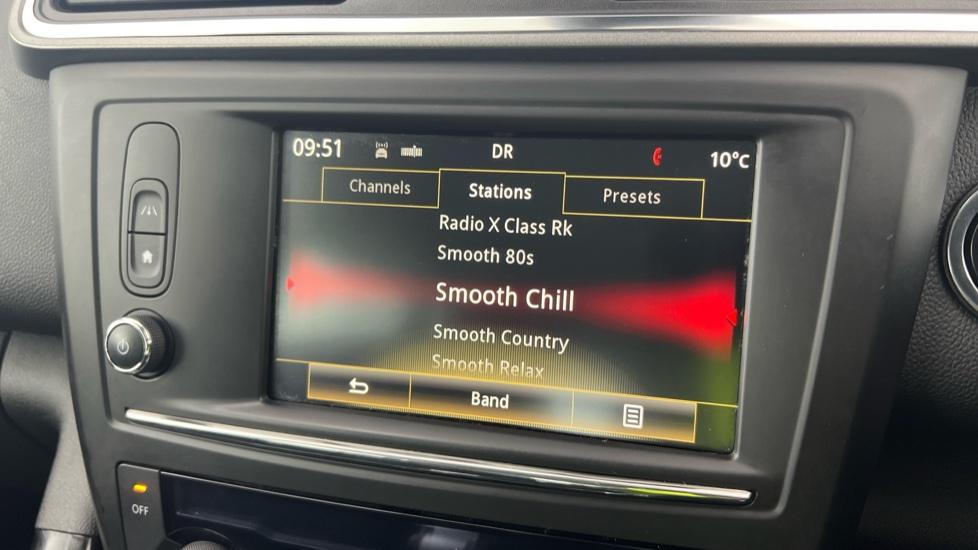 09:51 DR 10°C
Channels Stations Presets
Radio X Class Rk
Smooth 80s
Smooth Chill
Smooth Country
Smooth Relax
Band
OFF